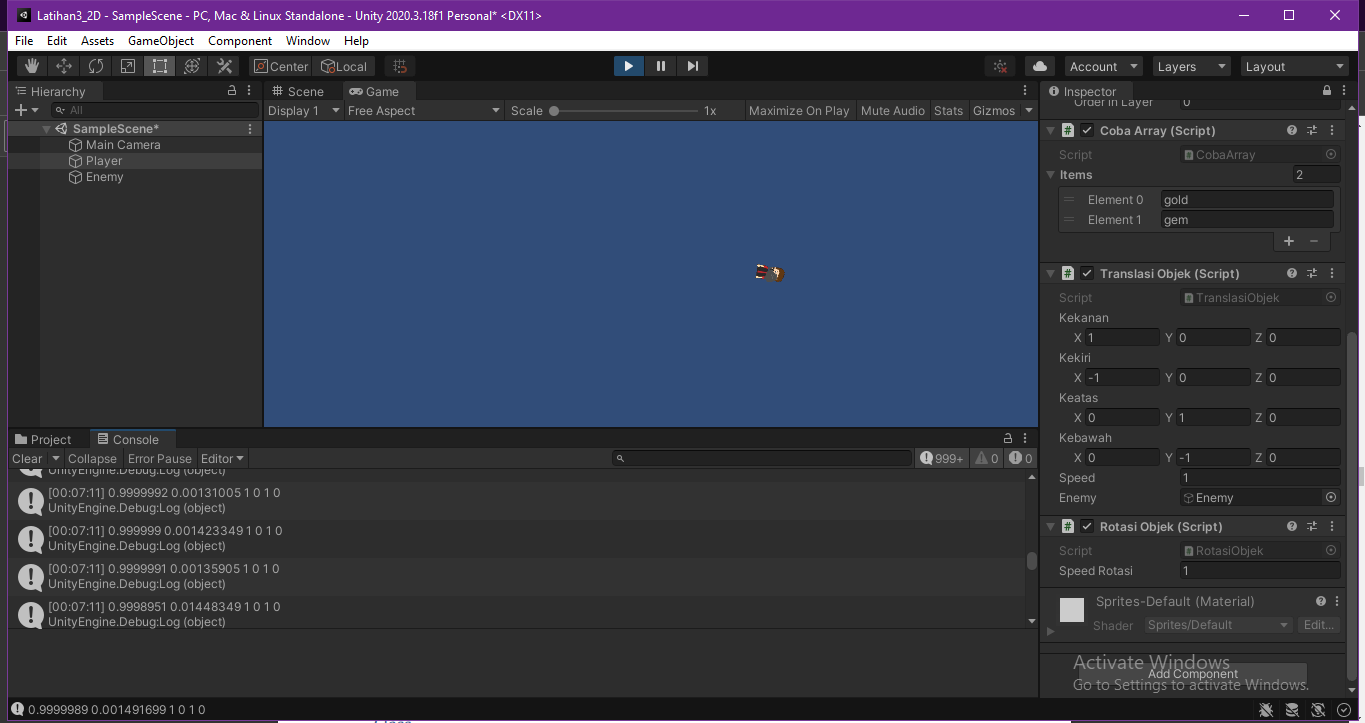 Latihan3_2D - SampleScene - PC, Mac & Linux Standalone - Unity 2020.3.18f1 Personal* <DX11>
File Edit Assets GameObject Component Window Help
Center Local Account Layers Layout
Hierarchy
All
SampleScene*
Main Camera
Player
Enemy
Scene Game
Display 1 Free Aspect Scale 1x Maximize On Play Mute Audio Stats Gizmos
Project Console
Clear Collapse Error Pause Editor 999+ 0 0
UnityEngine.Debug:Log (object)
[00:07:11] 0.9999992 0.00131005 1 0 1 0
UnityEngine.Debug:Log (object)
[00:07:11] 0.999999 0.001423349 1 0 1 0
UnityEngine.Debug:Log (object)
[00:07:11] 0.9999991 0.00135905 1 0 1 0
UnityEngine.Debug:Log (object)
[00:07:11] 0.9998951 0.01448349 1 0 1 0
UnityEngine.Debug:Log (object)
0.9999989 0.001491699 1 0 1 0
Inspector
Order in Layer 0
Coba Array (Script)
Script CobaArray
Items 2
Element 0 gold
Element 1 gem
Translasi Objek (Script)
Script TranslasiObjek
Kekanan
X 1 Y 0 Z 0
Kekiri
X -1 Y 0 Z 0
Keatas
X 0 Y 1 Z 0
Kebawah
X 0 Y -1 Z 0
Speed 1
Enemy Enemy
Rotasi Objek (Script)
Script RotasiObjek
Speed Rotasi 1
Sprites-Default (Material)
Shader Sprites/Default Edit...
Add Component
Activate Windows
Go to Settings to activate Windows.